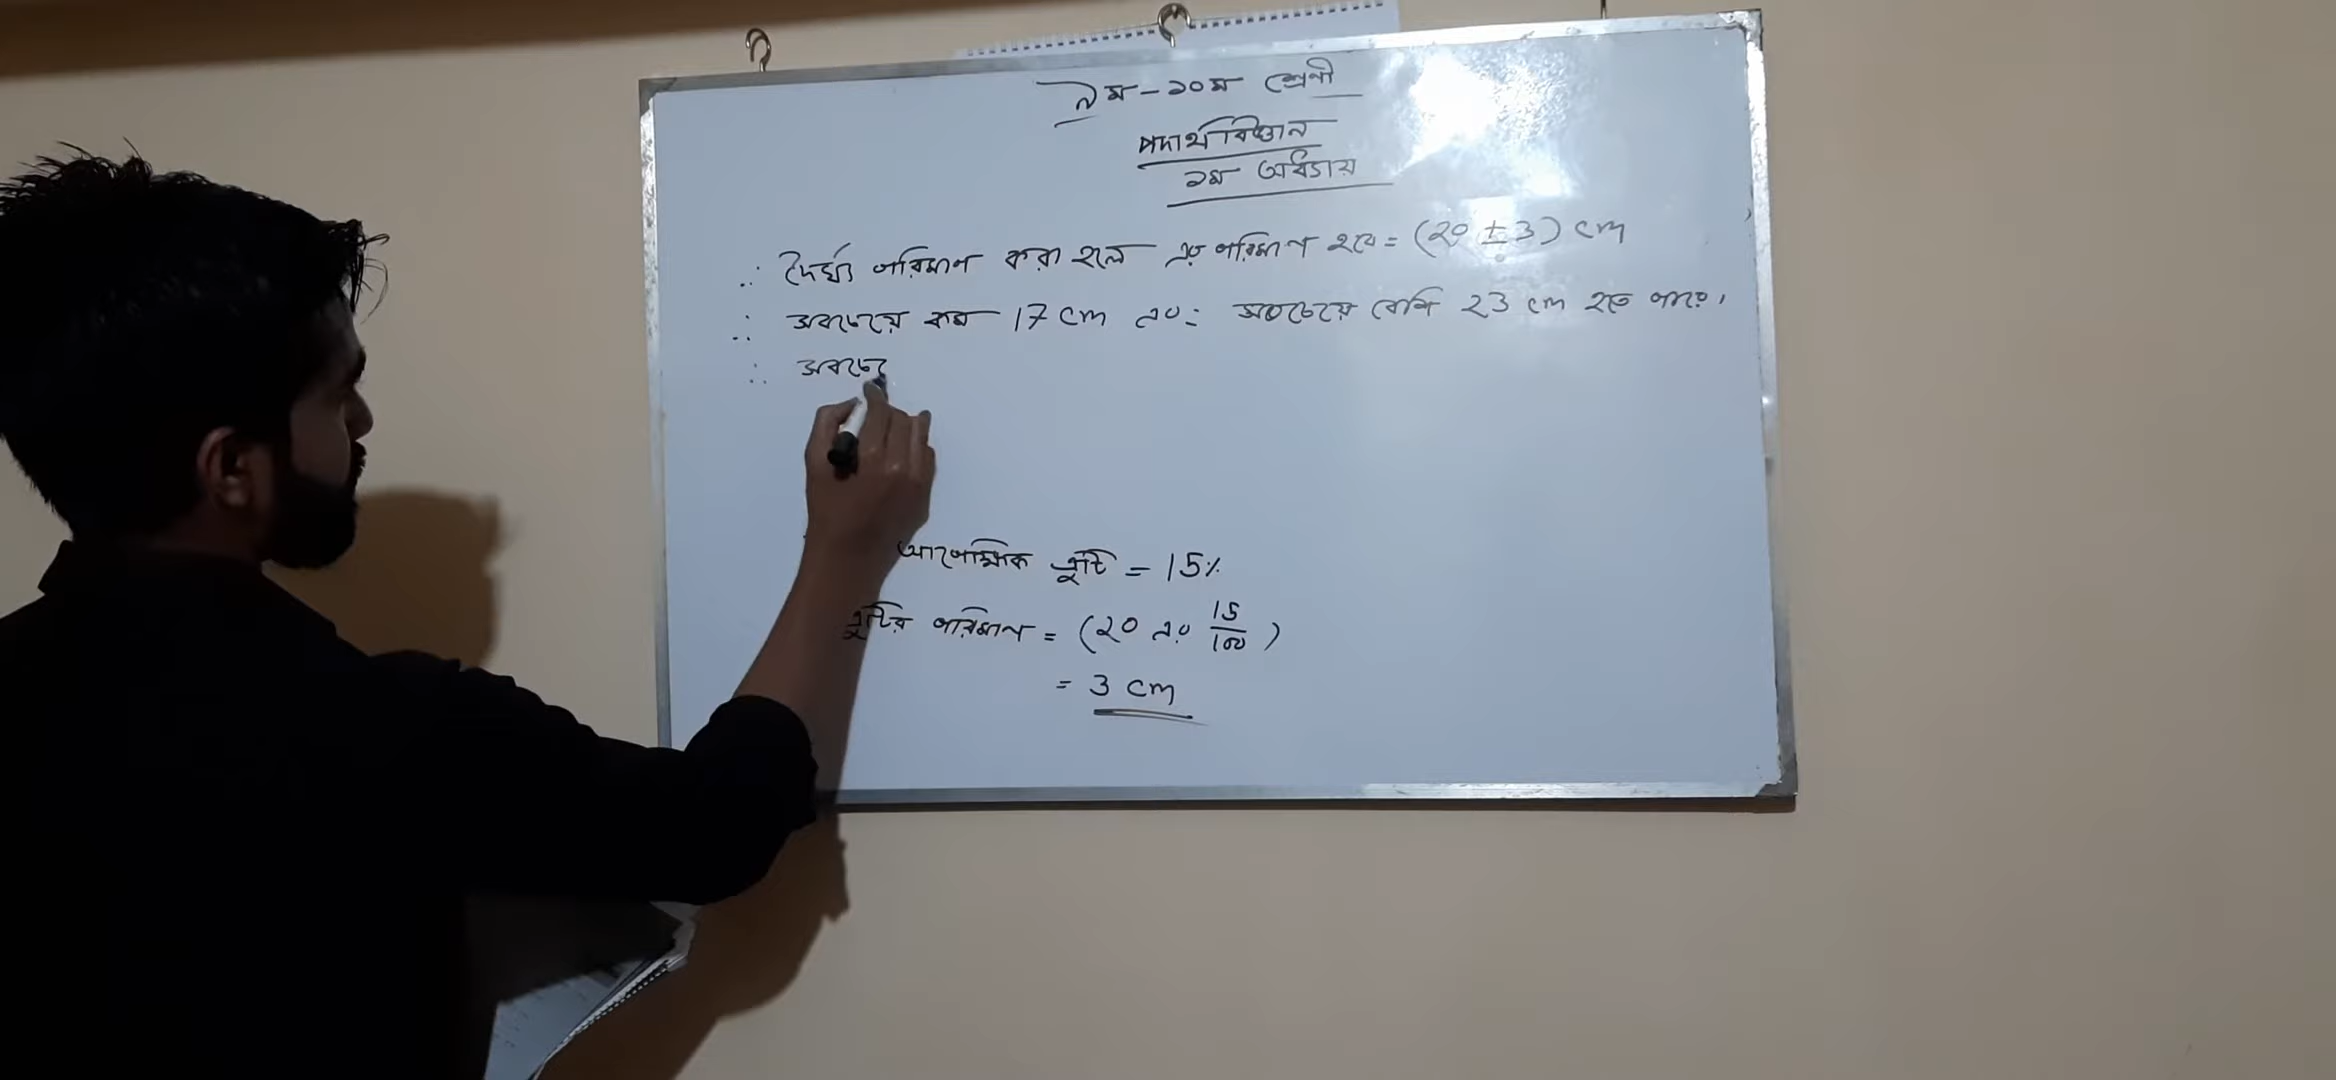 ৯ম - ১০ম শ্রেণী
পদার্থবিজ্ঞান
১ম অধ্যায়
∴ দৈর্ঘ্য পরিমাপ করা হলে এর পরিমাপ হবে = (20 ± 3) cm
∴ সবচেয়ে কম 17 cm এবং সবচেয়ে বেশি 23 cm হতে পারে।
∴ সবচে
আপেক্ষিক ত্রুটি = 15%
ত্রুটির পরিমাণ = (20 এর 15/100)
= 3 cm